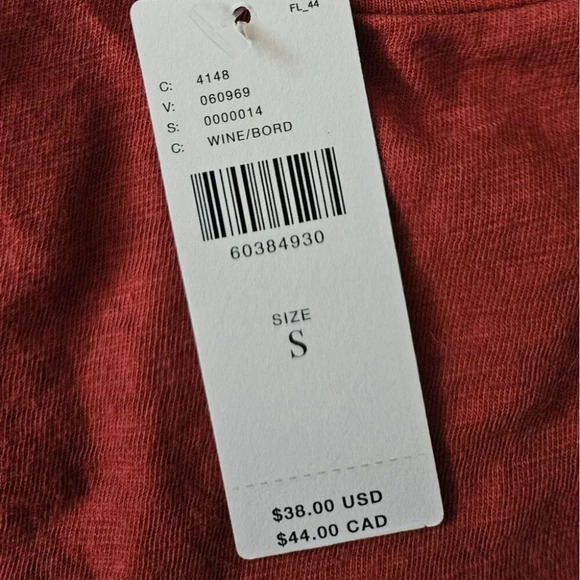 FL_44
C: 4148
V: 060969
S: 0000014
C: WINE/BORD
60384930
SIZE
S
$38.00 USD
$44.00 CAD